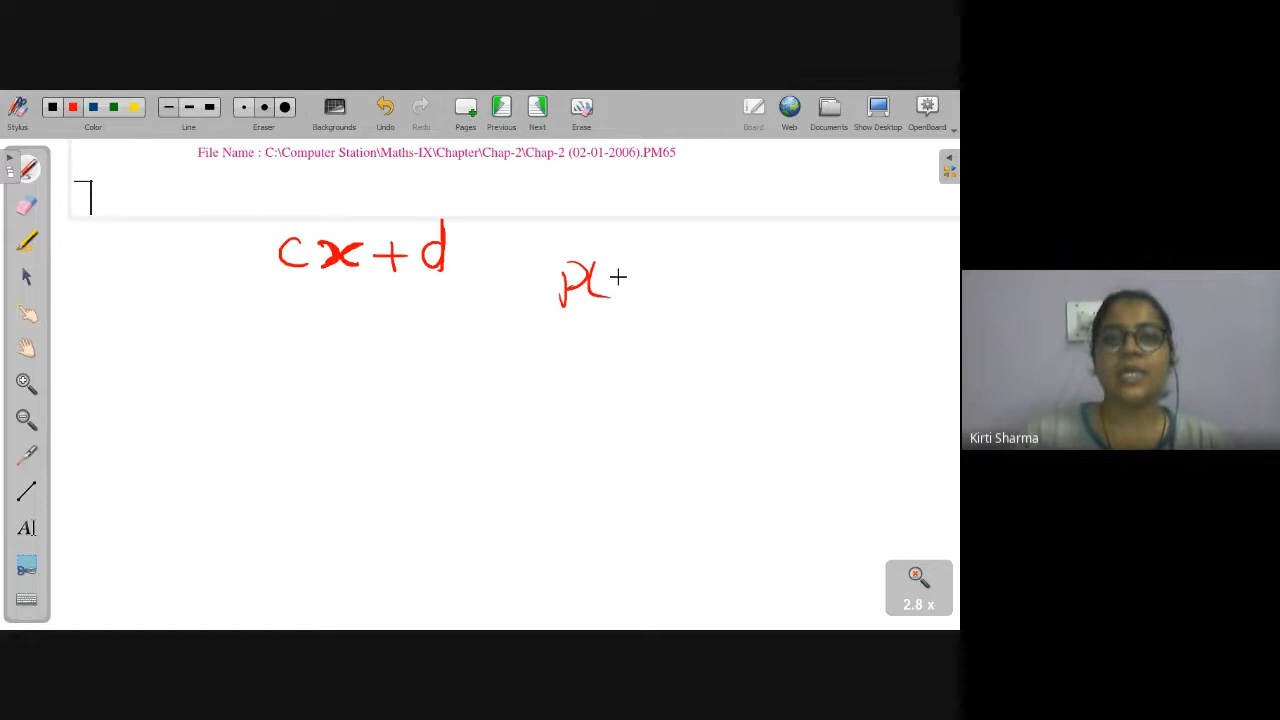 Stylus Color Line Eraser Backgrounds Undo Redo Pages Previous Next Erase Board Web Documents Show Desktop OpenBoard
File Name : C:\Computer Station\Maths-IX\Chapter\Chap-2\Chap-2 (02-01-2006).PM65
cx+d
A
Kirti Sharma
2.8 x